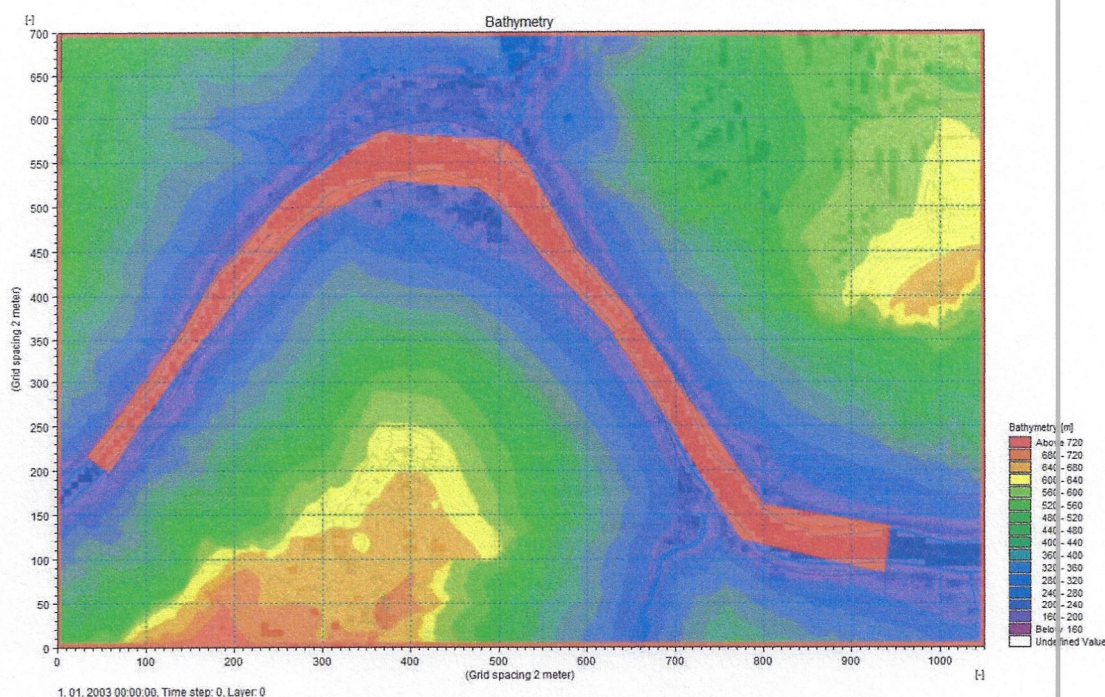 [-]
Bathymetry
700
650
600
550
500
450
400
350
300
250
200
150
100
50
0
(Grid spacing 2 meter)
0 100 200 300 400 500 600 700 800 900 1000
(Grid spacing 2 meter) [-]
Bathymetry [m]
Above 720
680 - 720
640 - 680
600 - 640
560 - 600
520 - 560
480 - 520
440 - 480
400 - 440
360 - 400
320 - 360
280 - 320
240 - 280
200 - 240
160 - 200
Below 160
Undefined Value
1. 01. 2003 00:00:00, Time step: 0, Layer: 0